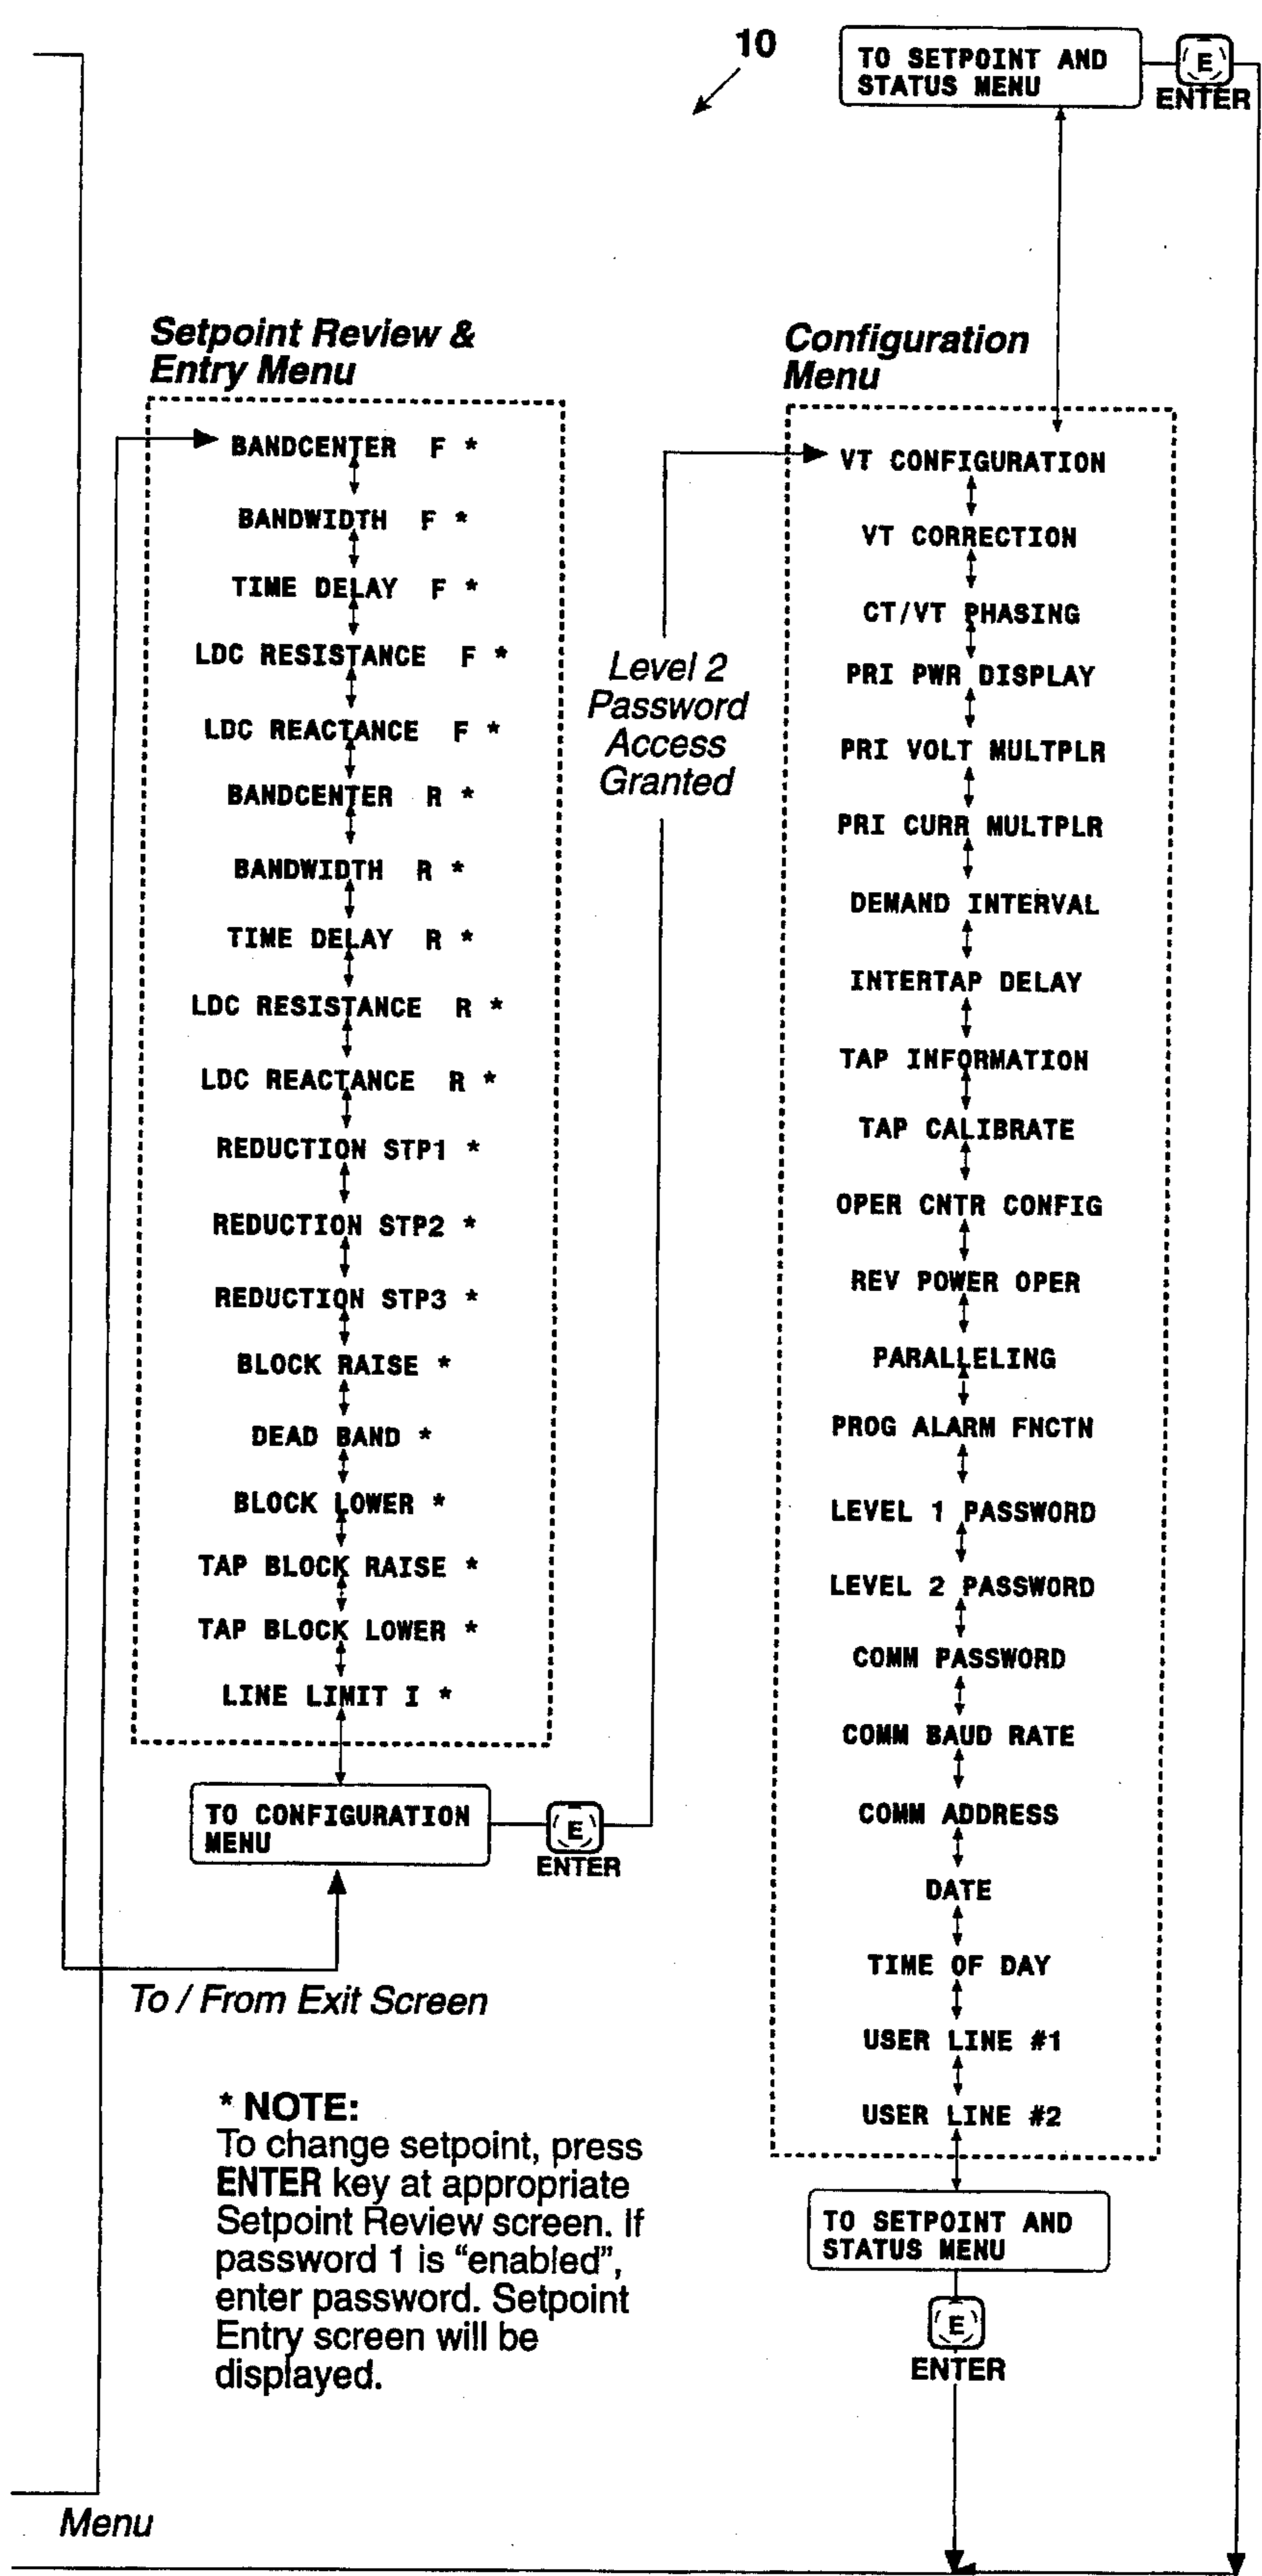 10
TO SETPOINT AND
STATUS MENU
E
ENTER
Setpoint Review &
Entry Menu
BANDCENTER F *
BANDWIDTH F *
TIME DELAY F *
LDC RESISTANCE F *
LDC REACTANCE F *
BANDCENTER R *
BANDWIDTH R *
TIME DELAY R *
LDC RESISTANCE R *
LDC REACTANCE R *
REDUCTION STP1 *
REDUCTION STP2 *
REDUCTION STP3 *
BLOCK RAISE *
DEAD BAND *
BLOCK LOWER *
TAP BLOCK RAISE *
TAP BLOCK LOWER *
LINE LIMIT I *
TO CONFIGURATION
MENU
E
ENTER
To / From Exit Screen
Level 2
Password
Access
Granted
Configuration
Menu
VT CONFIGURATION
VT CORRECTION
CT/VT PHASING
PRI PWR DISPLAY
PRI VOLT MULTPLR
PRI CURR MULTPLR
DEMAND INTERVAL
INTERTAP DELAY
TAP INFORMATION
TAP CALIBRATE
OPER CNTR CONFIG
REV POWER OPER
PARALLELING
PROG ALARM FNCTN
LEVEL 1 PASSWORD
LEVEL 2 PASSWORD
COMM PASSWORD
COMM BAUD RATE
COMM ADDRESS
DATE
TIME OF DAY
USER LINE #1
USER LINE #2
TO SETPOINT AND
STATUS MENU
E
ENTER
* NOTE:
To change setpoint, press
ENTER key at appropriate
Setpoint Review screen. If
password 1 is “enabled”,
enter password. Setpoint
Entry screen will be
displayed.
Menu